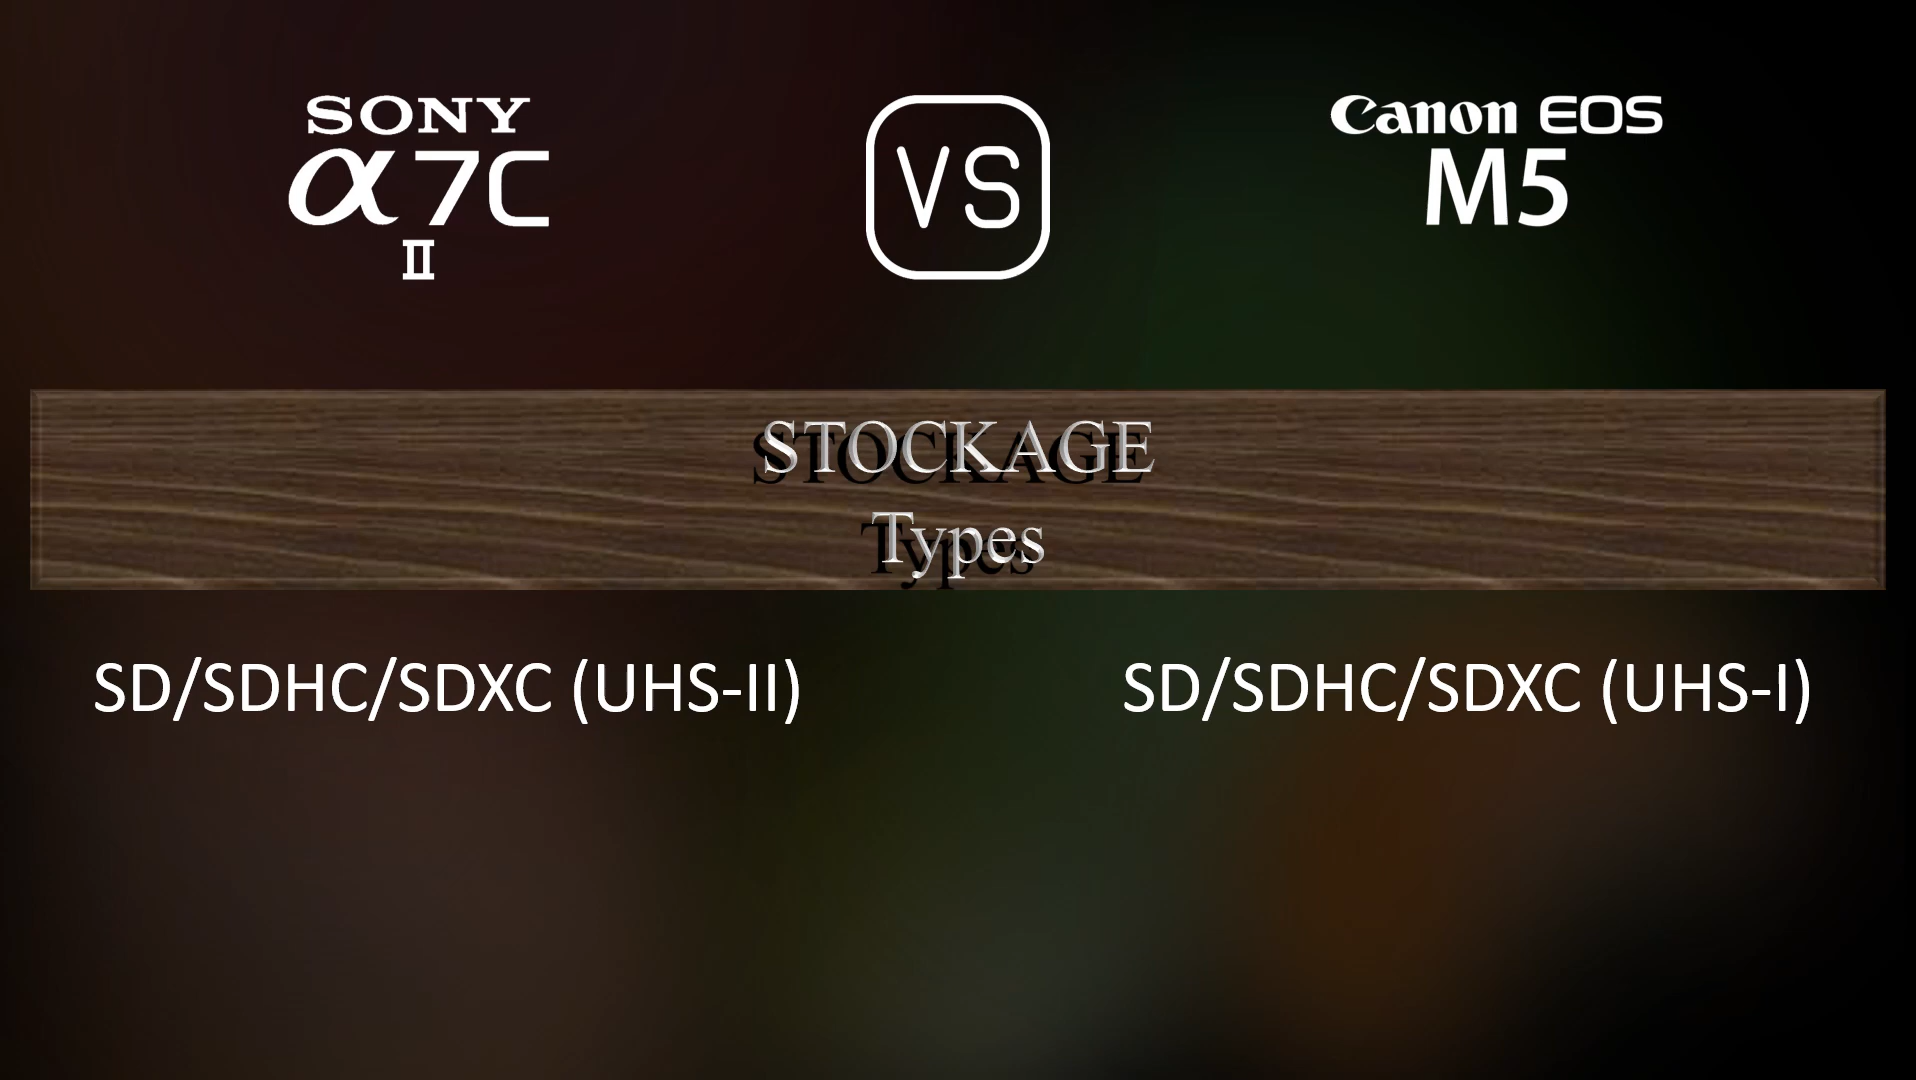 SONY
α7C
II
VS
Canon EOS
M5
STOCKAGE
Types
SD/SDHC/SDXC (UHS-II)
SD/SDHC/SDXC (UHS-I)